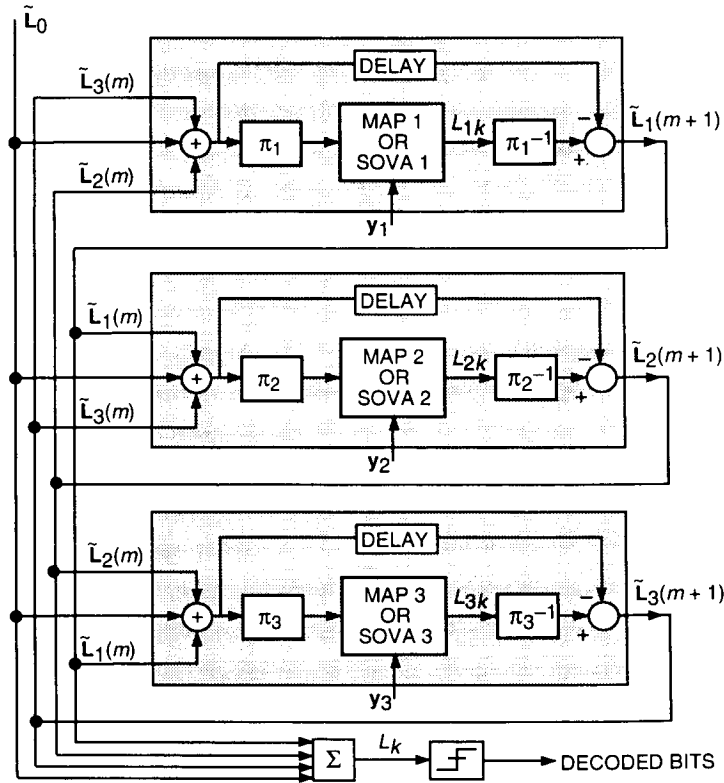 L̃₀
DELAY
L̃₃(m)
L̃₂(m)
+
π₁
MAP 1
OR
SOVA 1
L₁ₖ
π₁⁻¹
−
+
L̃₁(m+1)
y₁
DELAY
L̃₁(m)
L̃₃(m)
+
π₂
MAP 2
OR
SOVA 2
L₂ₖ
π₂⁻¹
−
+
L̃₂(m+1)
y₂
DELAY
L̃₂(m)
L̃₁(m)
+
π₃
MAP 3
OR
SOVA 3
L₃ₖ
π₃⁻¹
−
+
L̃₃(m+1)
y₃
Σ
Lₖ
DECODED BITS